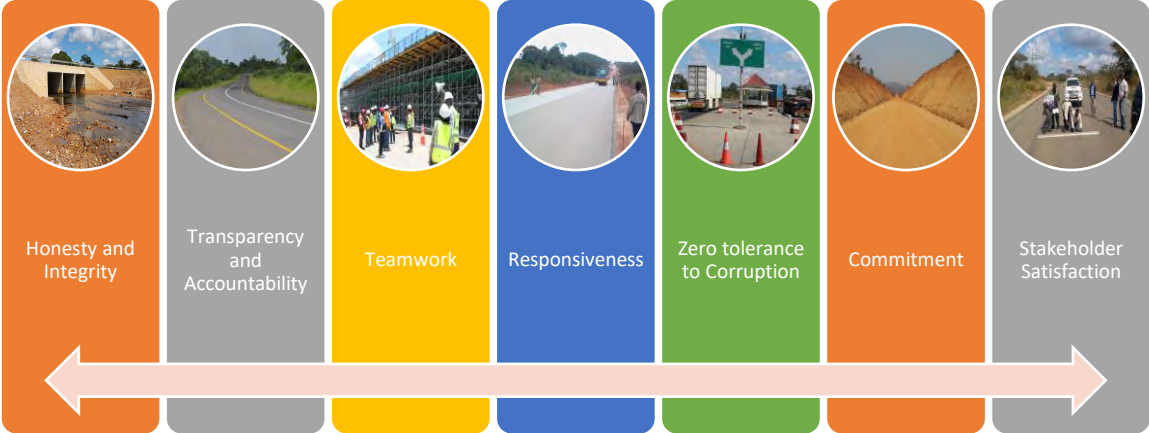 Honesty and
Integrity
Transparency
and
Accountability
Teamwork
Responsiveness
Zero tolerance
to Corruption
Commitment
Stakeholder
Satisfaction